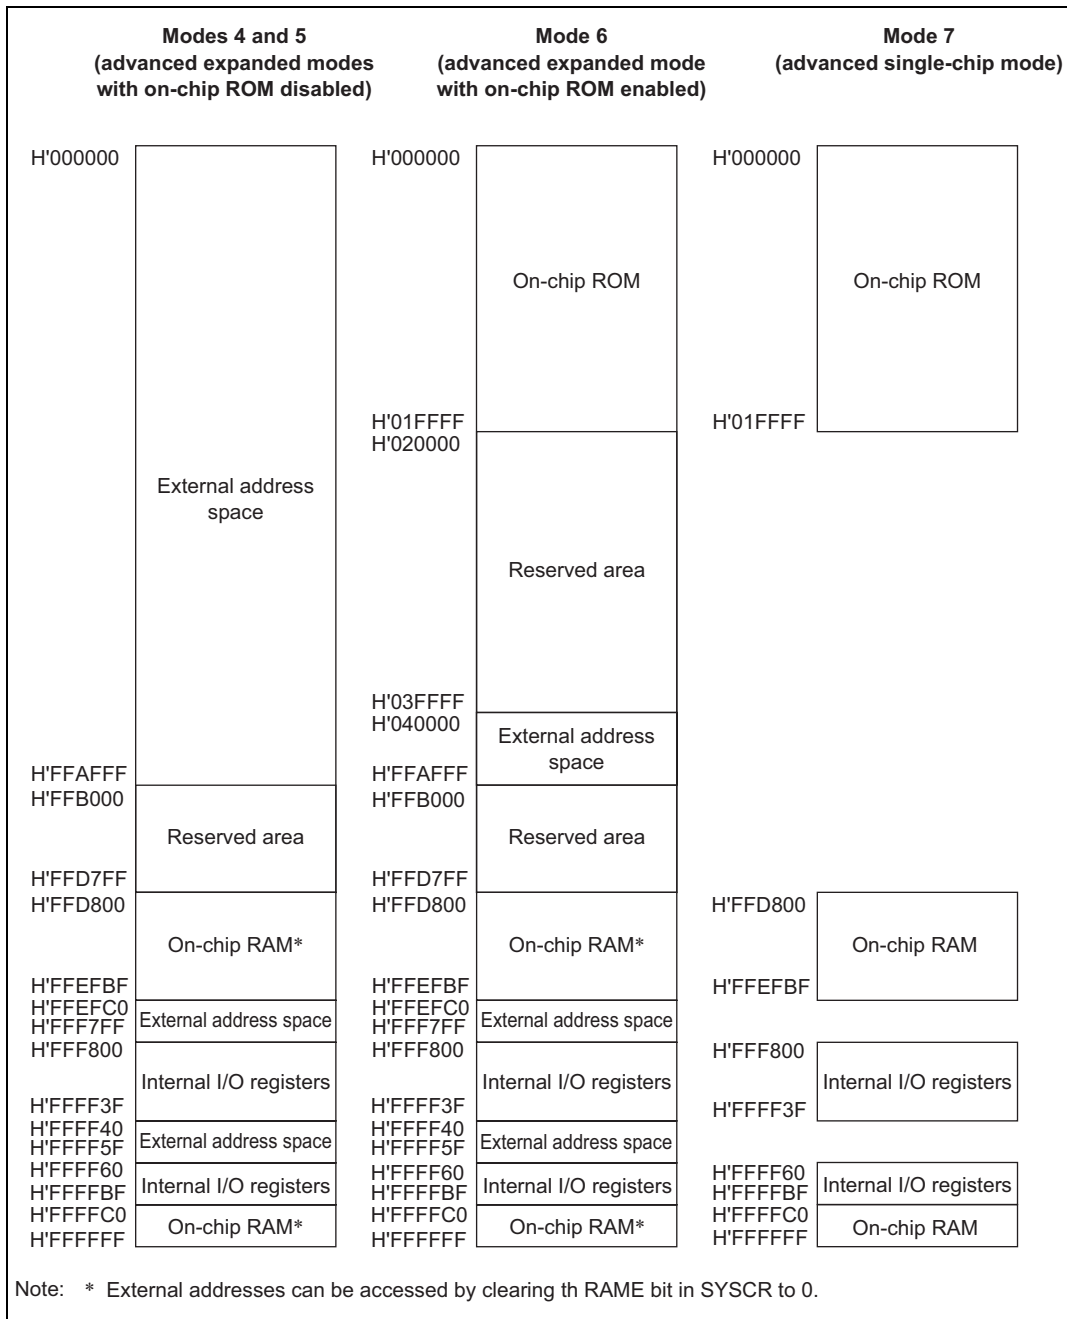 Modes 4 and 5
(advanced expanded modes
with on-chip ROM disabled)
Mode 6
(advanced expanded mode
with on-chip ROM enabled)
Mode 7
(advanced single-chip mode)
H'000000
External address
space
H'FFAFFF
H'FFB000
Reserved area
H'FFD7FF
H'FFD800
On-chip RAM*
H'FFEFBF
H'FFEFC0
H'FFF7FF
External address space
H'FFF800
Internal I/O registers
H'FFFF3F
H'FFFF40
H'FFFF5F
External address space
H'FFFF60
H'FFFFBF
Internal I/O registers
H'FFFFC0
On-chip RAM*
H'FFFFFF
H'000000
On-chip ROM
H'01FFFF
H'020000
Reserved area
H'03FFFF
H'040000
External address
space
H'FFAFFF
H'FFB000
Reserved area
H'FFD7FF
H'FFD800
On-chip RAM*
H'FFEFBF
H'FFEFC0
H'FFF7FF
External address space
H'FFF800
Internal I/O registers
H'FFFF3F
H'FFFF40
H'FFFF5F
External address space
H'FFFF60
H'FFFFBF
Internal I/O registers
H'FFFFC0
On-chip RAM*
H'FFFFFF
H'000000
On-chip ROM
H'01FFFF
H'FFD800
On-chip RAM
H'FFEFBF
H'FFF800
Internal I/O registers
H'FFFF3F
H'FFFF60
H'FFFFBF
Internal I/O registers
H'FFFFC0
On-chip RAM
H'FFFFFF
Note: * External addresses can be accessed by clearing th RAME bit in SYSCR to 0.